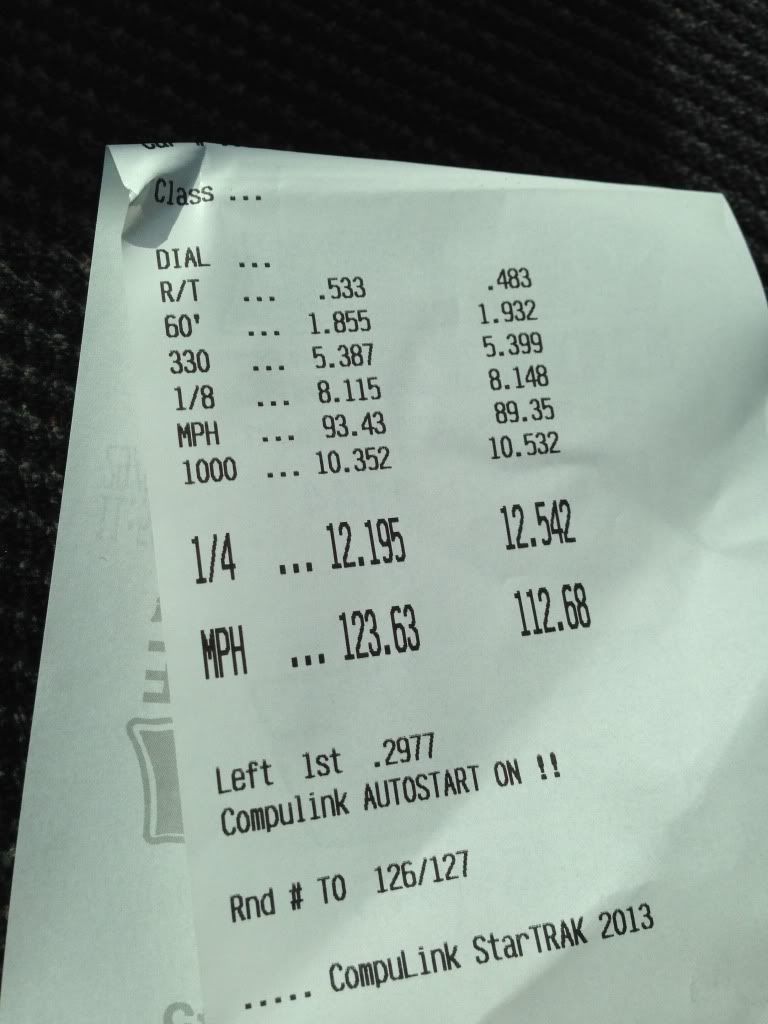 Class ...
DIAL ...
R/T ... .533 .483
60' ... 1.855 1.932
330 ... 5.387 5.399
1/8 ... 8.115 8.148
MPH ... 93.43 89.35
1000 ... 10.352 10.532
1/4 ... 12.195 12.542
MPH ... 123.63 112.68
Left 1st .2977
Compulink AUTOSTART ON !!
Rnd # TO 126/127
..... CompuLink StarTRAK 2013